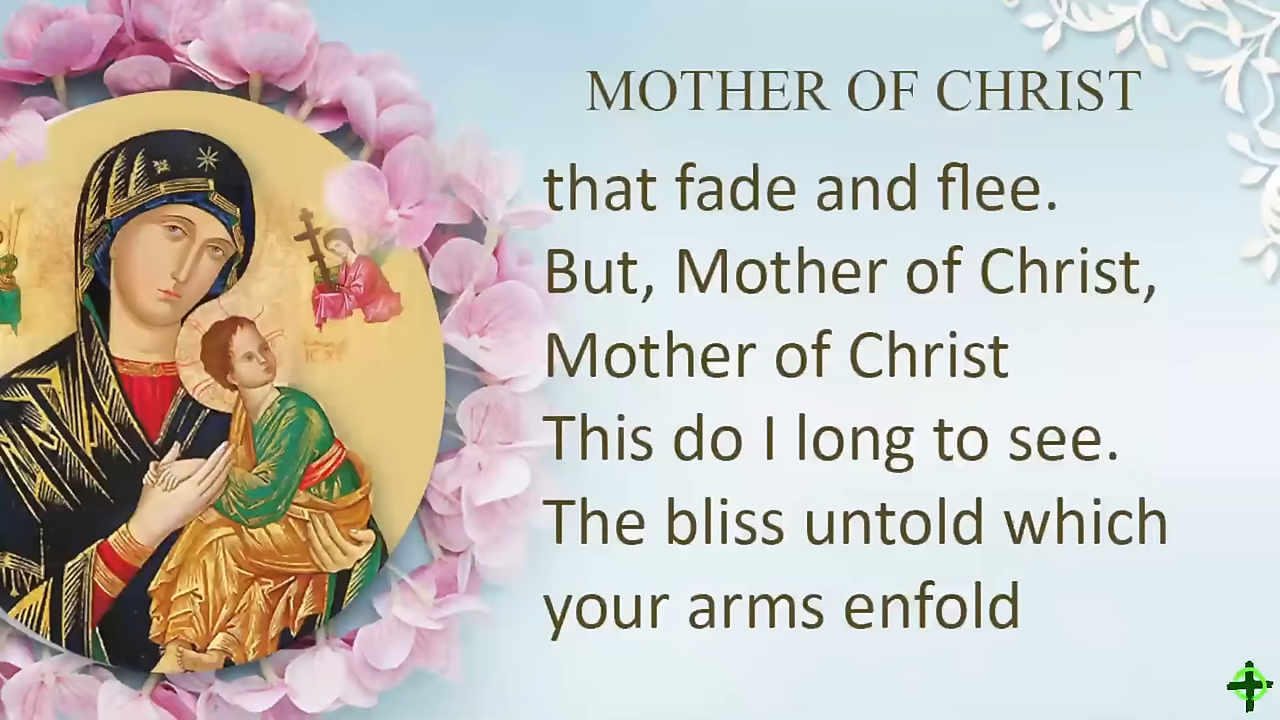 MOTHER OF CHRIST
that fade and flee.
But, Mother of Christ,
Mother of Christ
This do I long to see.
The bliss untold which
your arms enfold